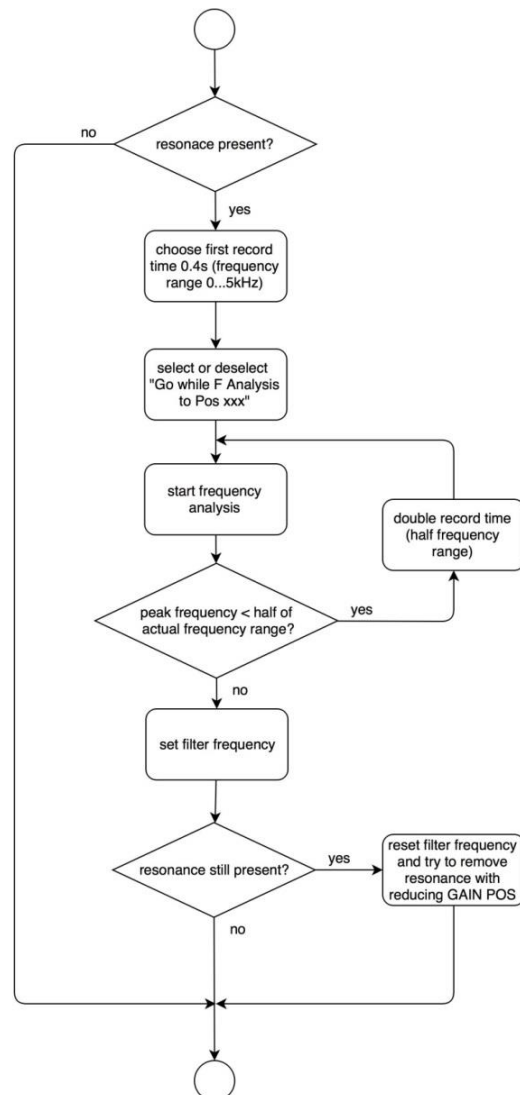 no
resonace present?
yes
choose first record
time 0.4s (frequency
range 0...5kHz)
select or deselect
"Go while F Analysis
to Pos xxx"
start frequency
analysis
double record time
(half frequency
range)
peak frequency < half of
actual frequency range?
yes
no
set filter frequency
resonance still present?
yes
reset filter frequency
and try to remove
resonance with
reducing GAIN POS
no